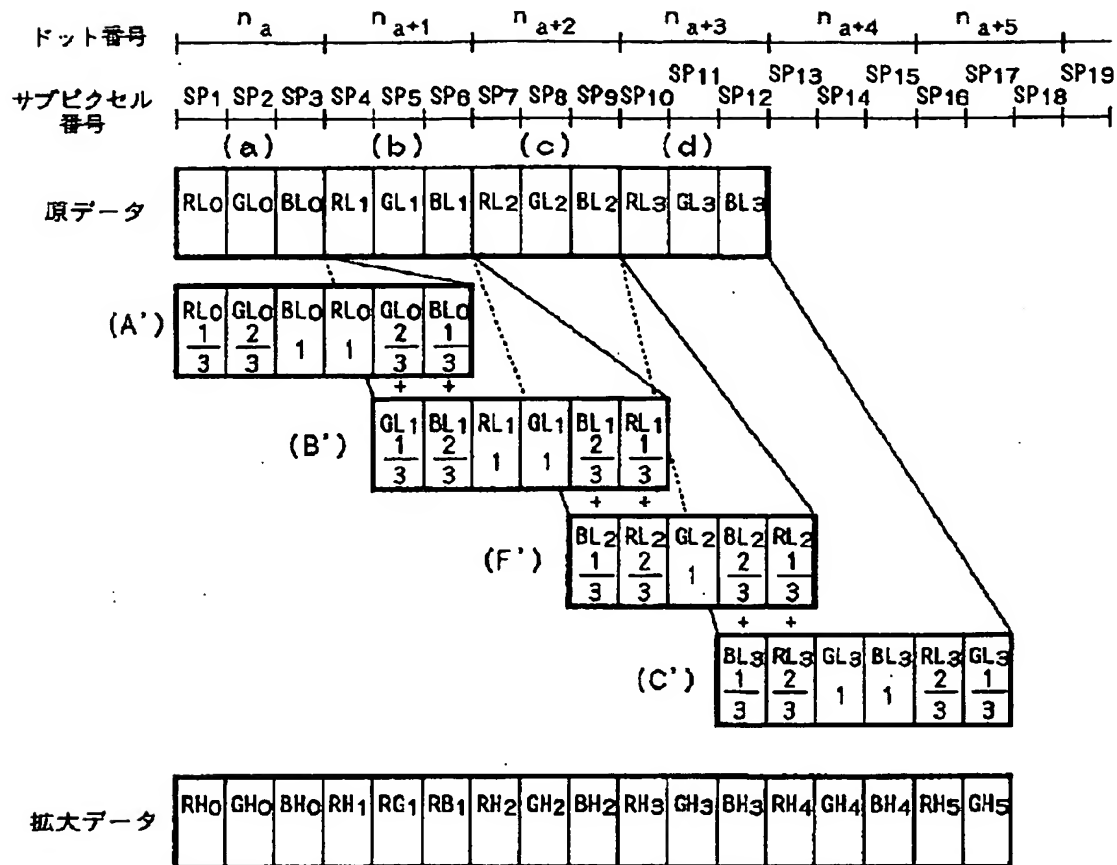 ドット番号 n a n a+1 n a+2 n a+3 n a+4 n a+5
SP11 SP13 SP15 SP17 SP19
サブピクセル番号 SP1 SP2 SP3 SP4 SP5 SP6 SP7 SP8 SP9 SP10 SP12 SP14 SP16 SP18
(a) (b) (c) (d)
原データ RL0 GL0 BL0 RL1 GL1 BL1 RL2 GL2 BL2 RL3 GL3 BL3
(A') RL0 GL0 BL0 RL0 GL0 BL0
1/3 2/3 1 1 2/3 1/3
+ +
(B') GL1 BL1 RL1 GL1 BL1 RL1
1/3 2/3 1 1 2/3 1/3
+ +
(F') BL2 RL2 GL2 BL2 RL2
1/3 2/3 1 2/3 1/3
+ +
(C') BL3 RL3 GL3 BL3 RL3 GL3
1/3 2/3 1 1 2/3 1/3
拡大データ RH0 GH0 BH0 RH1 RG1 RB1 RH2 GH2 BH2 RH3 GH3 BH3 RH4 GH4 BH4 RH5 GH5